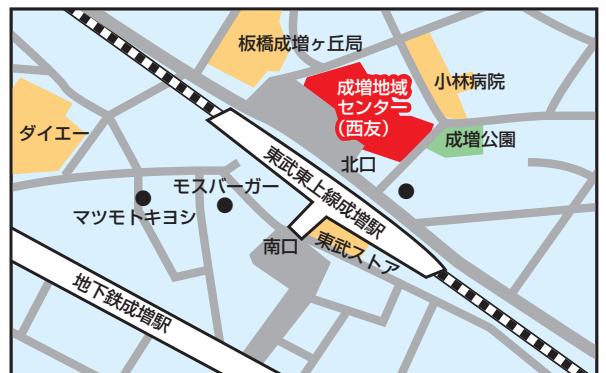 板橋成増ヶ丘局
成増地域
センター
（西友）
小林病院
成増公園
ダイエー
北口
東武東上線成増駅
モスバーガー
マツモトキヨシ
南口
東武ストア
地下鉄成増駅